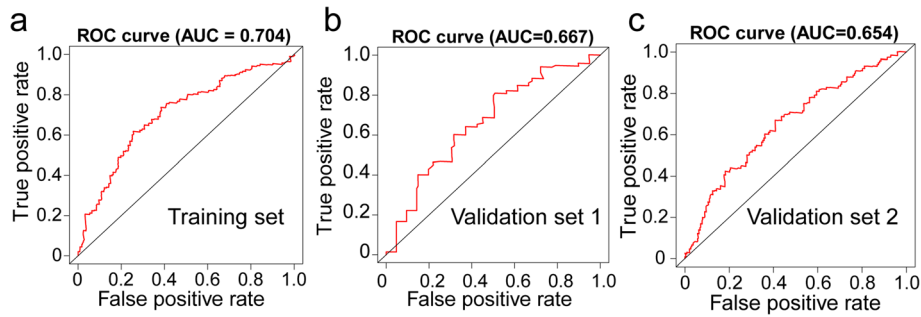 a
ROC curve (AUC = 0.704)
True positive rate
1.0
0.8
0.6
0.4
0.2
0
Training set
0 0.2 0.4 0.6 0.8 1.0
False positive rate
b
ROC curve (AUC=0.667)
True positive rate
1.0
0.8
0.6
0.4
0.2
0
Validation set 1
0 0.2 0.4 0.6 0.8 1.0
False positive rate
c
ROC curve (AUC=0.654)
True positive rate
1.0
0.8
0.6
0.4
0.2
0
Validation set 2
0 0.2 0.4 0.6 0.8 1.0
False positive rate